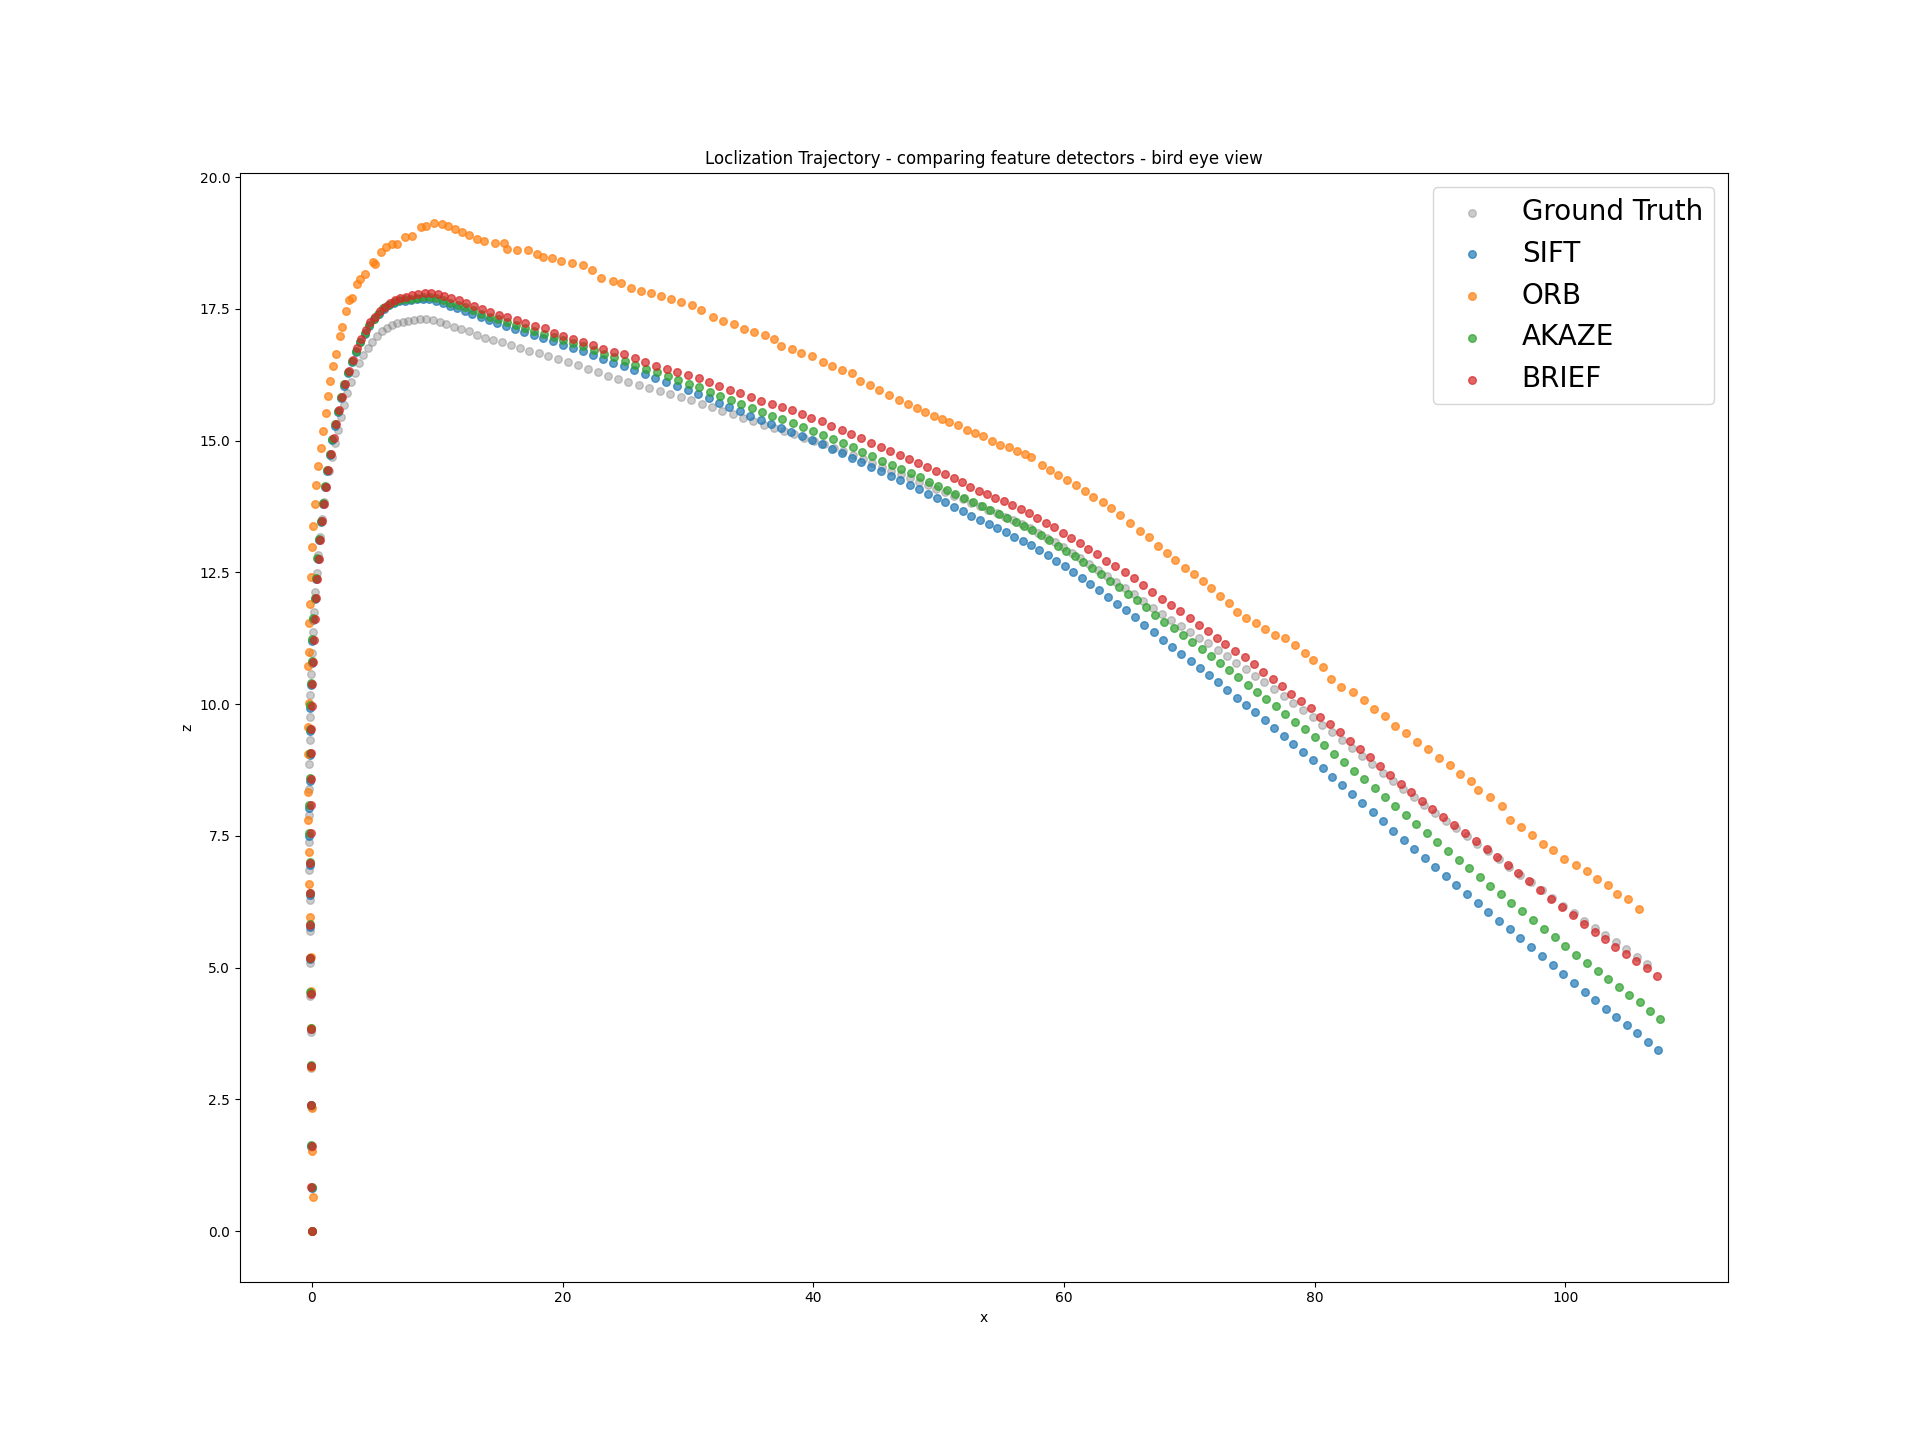 Loclization Trajectory - comparing feature detectors - bird eye view
20.0
17.5
15.0
12.5
10.0
7.5
5.0
2.5
0.0
z
0 20 40 60 80 100
x
Ground Truth
SIFT
ORB
AKAZE
BRIEF